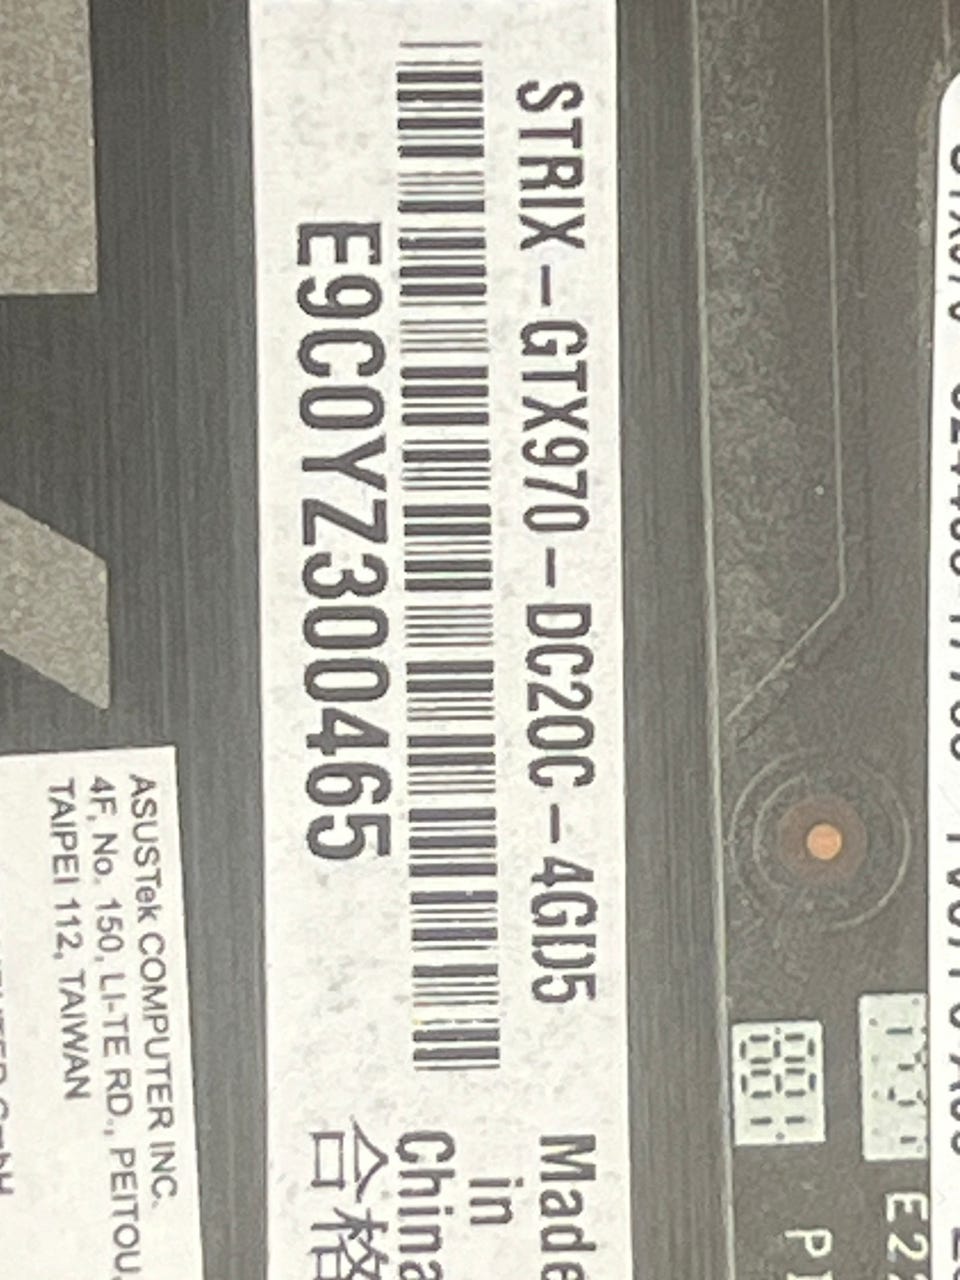 STRIX-GTX970-DC2OC-4GD5
E9C0YZ300465
Made
in
China
合格
ASUSTek COMPUTER INC.
4F, No. 150, LI-TE RD., PEITOU,
TAIPEI 112, TAIWAN